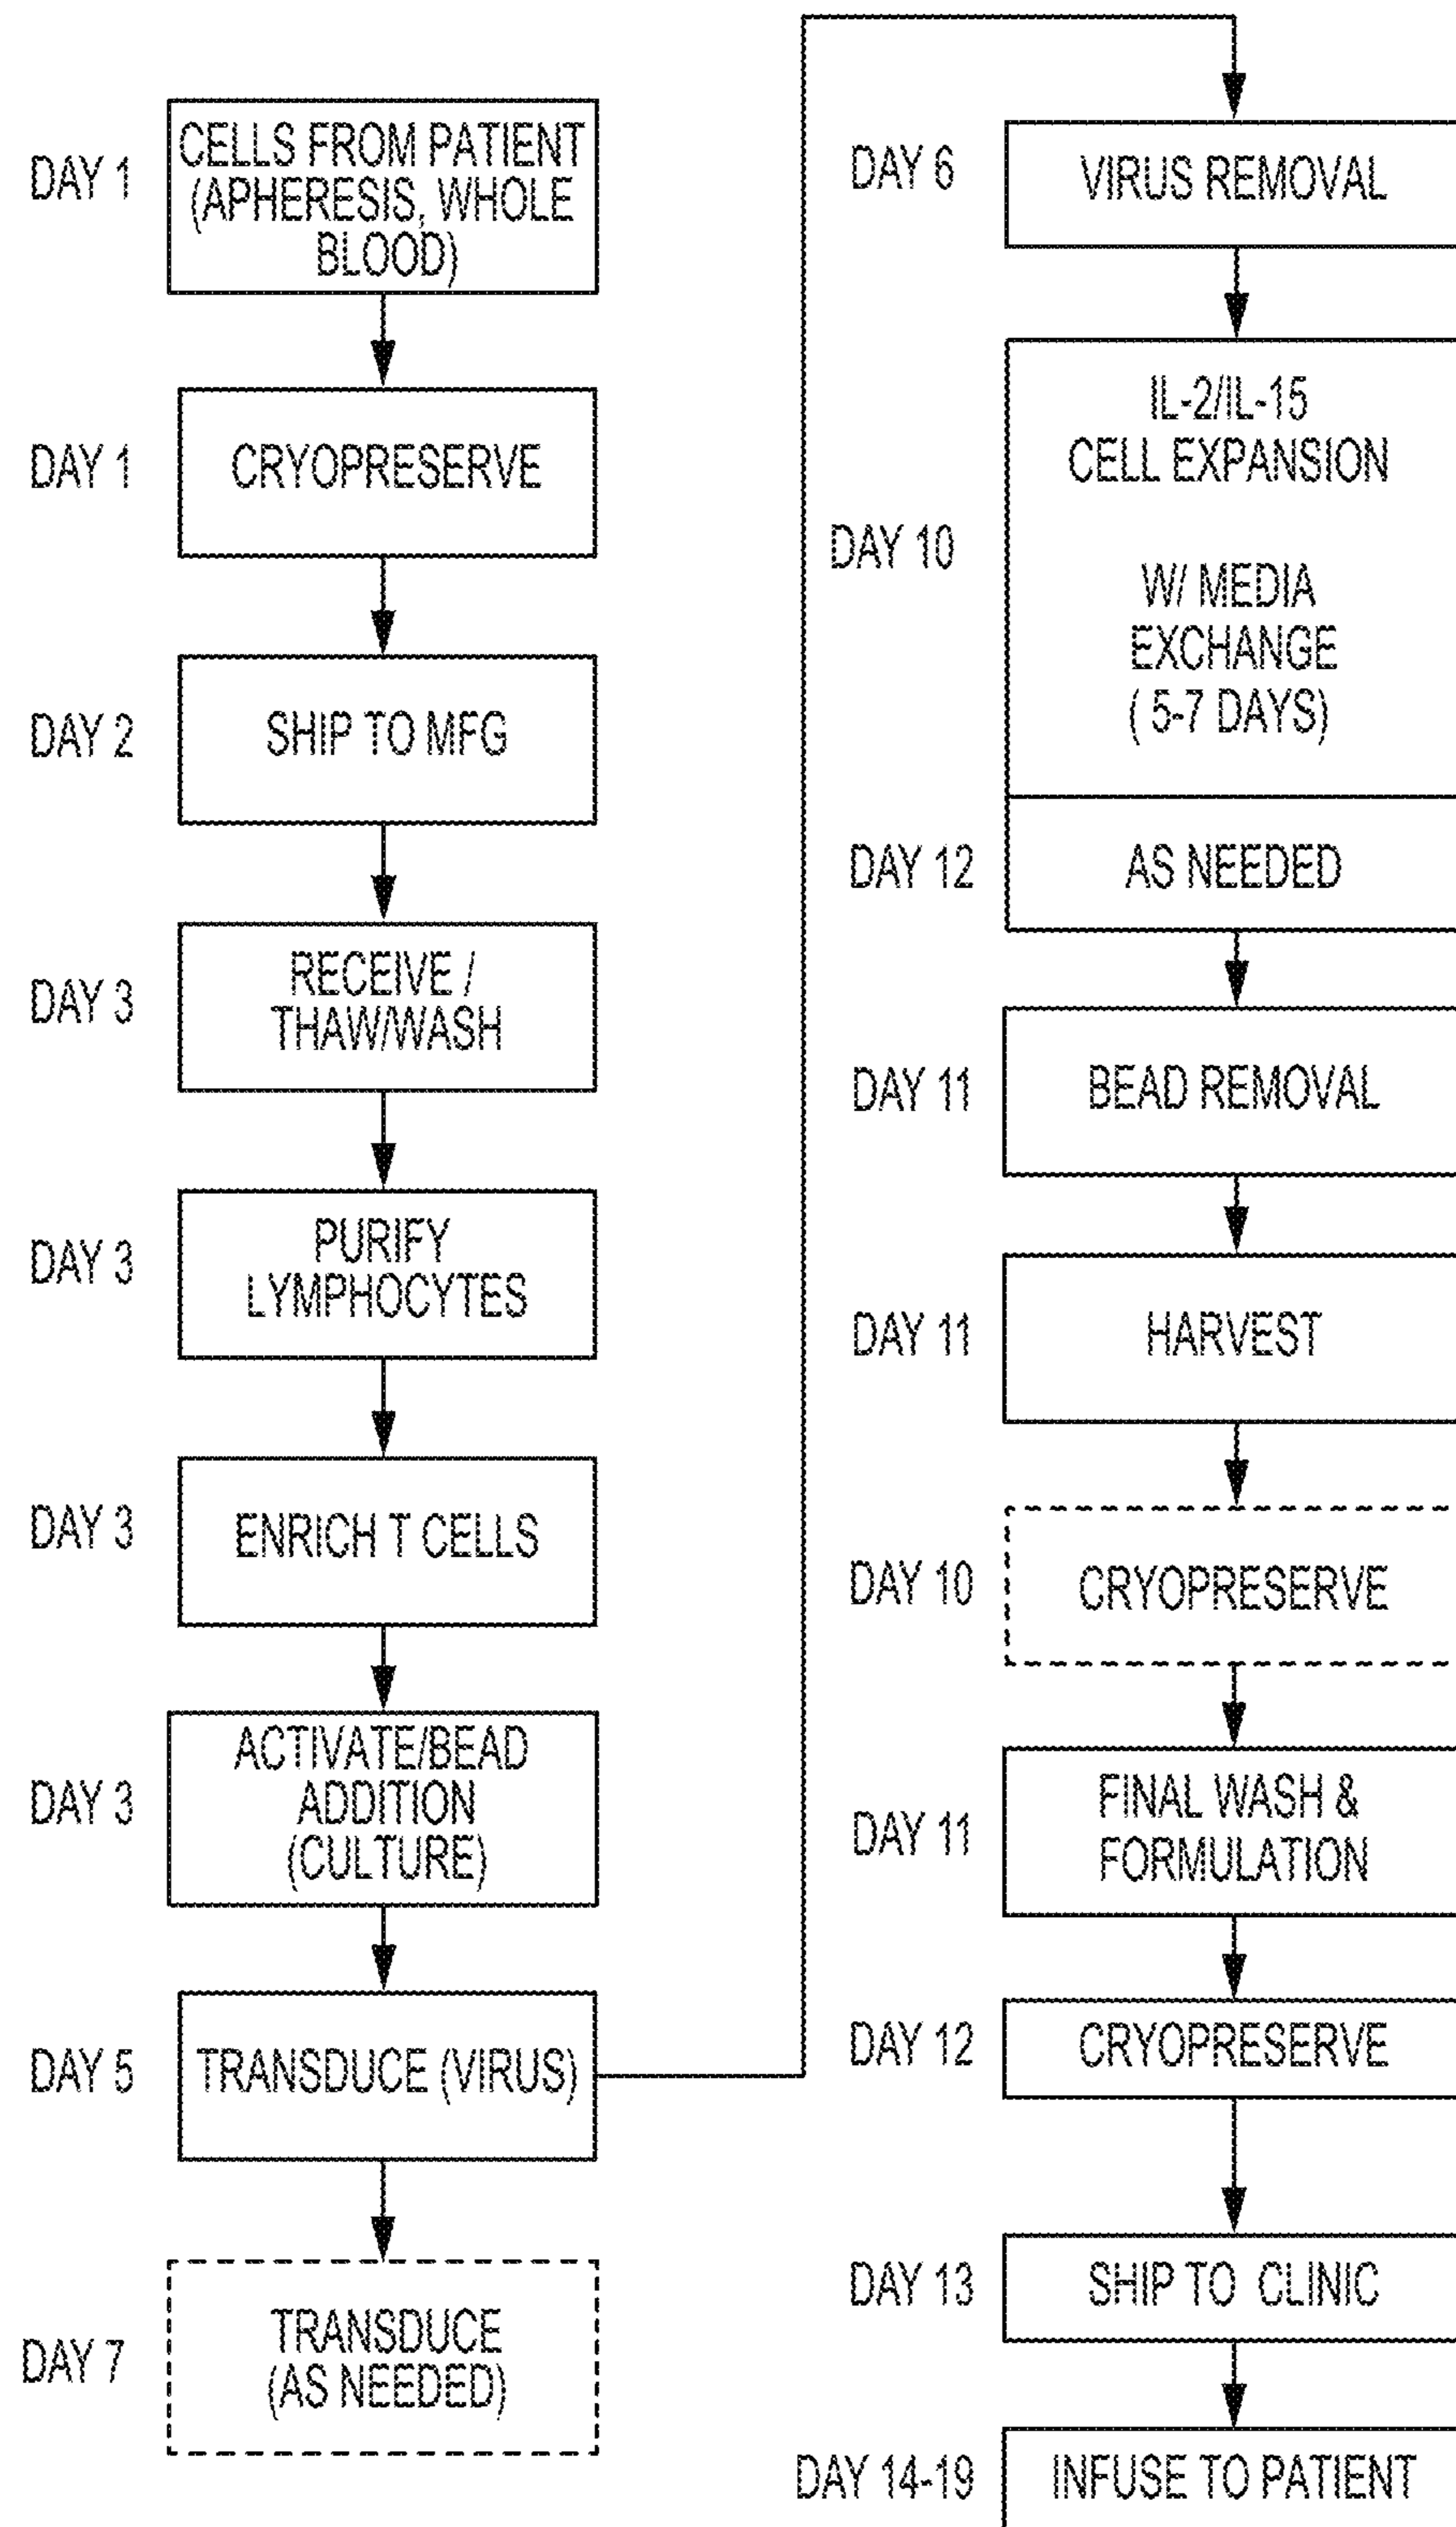 DAY 1
CELLS FROM PATIENT
(APHERESIS, WHOLE
BLOOD)
DAY 1
CRYOPRESERVE
DAY 2
SHIP TO MFG
DAY 3
RECEIVE /
THAW/WASH
DAY 3
PURIFY
LYMPHOCYTES
DAY 3
ENRICH T CELLS
DAY 3
ACTIVATE/BEAD
ADDITION
(CULTURE)
DAY 5
TRANSDUCE (VIRUS)
DAY 7
TRANSDUCE
(AS NEEDED)
DAY 6
VIRUS REMOVAL
DAY 10
IL-2/IL-15
CELL EXPANSION
W/ MEDIA
EXCHANGE
( 5-7 DAYS)
DAY 12
AS NEEDED
DAY 11
BEAD REMOVAL
DAY 11
HARVEST
DAY 10
CRYOPRESERVE
DAY 11
FINAL WASH &
FORMULATION
DAY 12
CRYOPRESERVE
DAY 13
SHIP TO CLINIC
DAY 14-19
INFUSE TO PATIENT